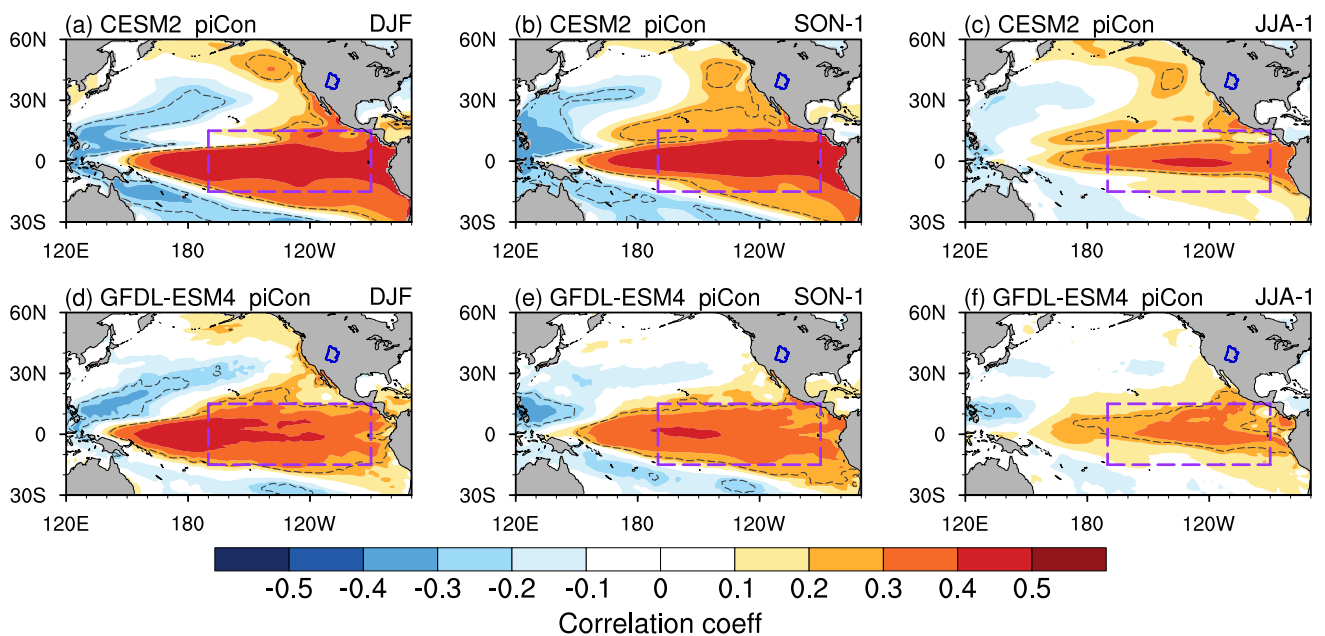 (a) CESM2 piCon DJF
(b) CESM2 piCon SON-1
(c) CESM2 piCon JJA-1
60N
30N
0
30S
120E 180 120W
60N
30N
0
30S
120E 180 120W
60N
30N
0
30S
120E 180 120W
(d) GFDL-ESM4 piCon DJF
(e) GFDL-ESM4 piCon SON-1
(f) GFDL-ESM4 piCon JJA-1
60N
30N
0
30S
120E 180 120W
60N
30N
0
30S
120E 180 120W
60N
30N
0
30S
120E 180 120W
-0.5 -0.4 -0.3 -0.2 -0.1 0 0.1 0.2 0.3 0.4 0.5
Correlation coeff